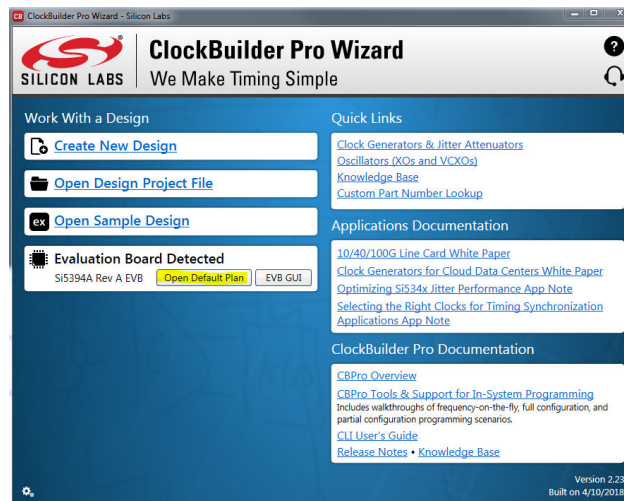 CB ClockBuilder Pro Wizard - Silicon Labs
SILICON LABS
ClockBuilder Pro Wizard
We Make Timing Simple
?
Work With a Design
Create New Design
Open Design Project File
ex Open Sample Design
Evaluation Board Detected
Si5394A Rev A EVB Open Default Plan EVB GUI
Quick Links
Clock Generators & Jitter Attenuators
Oscillators (XOs and VCXOs)
Knowledge Base
Custom Part Number Lookup
Applications Documentation
10/40/100G Line Card White Paper
Clock Generators for Cloud Data Centers White Paper
Optimizing Si534x Jitter Performance App Note
Selecting the Right Clocks for Timing Synchronization
Applications App Note
ClockBuilder Pro Documentation
CBPro Overview
CBPro Tools & Support for In-System Programming
Includes walkthroughs of frequency-on-the-fly, full configuration, and
partial configuration programming scenarios.
CLI User's Guide
Release Notes • Knowledge Base
Version 2.23
Built on 4/10/2018